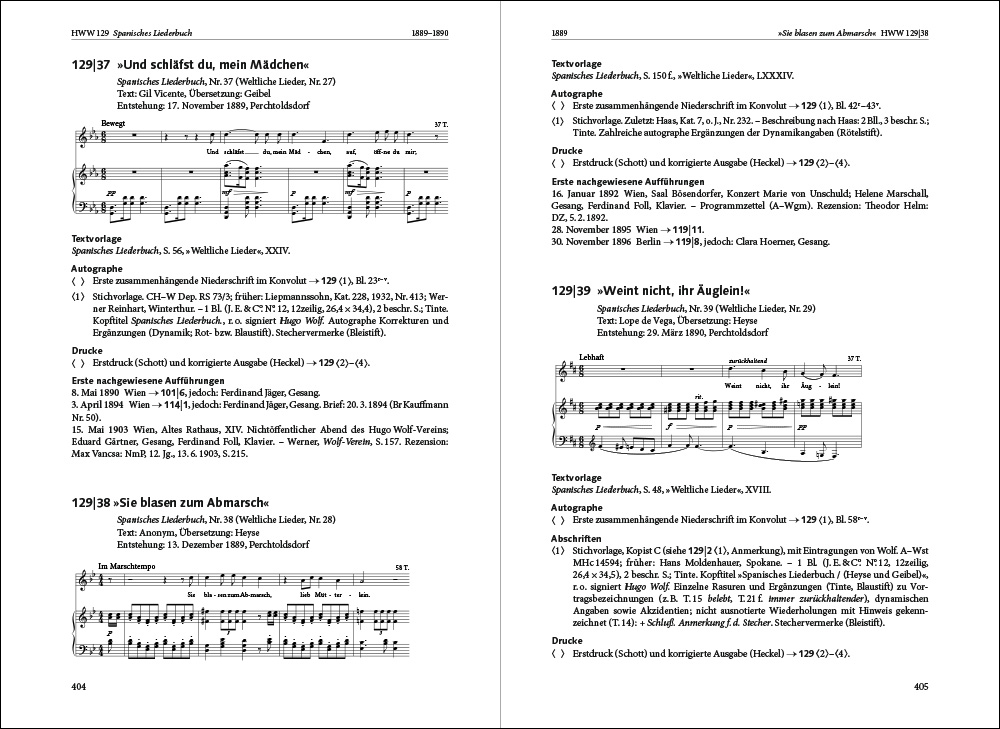 HWW 129 Spanisches Liederbuch 1889–1890
129|37 »Und schläfst du, mein Mädchen«
Spanisches Liederbuch, Nr. 37 (Weltliche Lieder, Nr. 27)
Text: Gil Vicente, Übersetzung: Geibel
Entstehung: 17. November 1889, Perchtoldsdorf
Bewegt 37 T.
Und schläfst du, mein Mäd - chen, auf, öff-ne du mir,
pp mf p mf p
Textvorlage
Spanisches Liederbuch, S. 56, »Weltliche Lieder«, XXIV.
Autographe
⟨ ⟩ Erste zusammenhängende Niederschrift im Konvolut → 129 ⟨1⟩, Bl. 23r–v.
⟨1⟩ Stichvorlage. CH–W Dep. RS 73/3; früher: Liepmannssohn, Kat. 228, 1932, Nr. 413; Wer-
ner Reinhart, Winterthur. – 1 Bl. (J. E. & Co. No. 12, 12zeilig, 26,4 × 34,4), 2 beschr. S.; Tinte.
Kopftitel Spanisches Liederbuch., r. o. signiert Hugo Wolf. Autographe Korrekturen und
Ergänzungen (Dynamik; Rot- bzw. Blaustift). Stechervermerke (Bleistift).
Drucke
⟨ ⟩ Erstdruck (Schott) und korrigierte Ausgabe (Heckel) → 129 ⟨2⟩–⟨4⟩.
Erste nachgewiesene Aufführungen
8. Mai 1890 Wien → 101|6, jedoch: Ferdinand Jäger, Gesang.
3. April 1894 Wien → 114|1, jedoch: Ferdinand Jäger, Gesang. Brief: 20. 3. 1894 (Br Kauffmann
Nr. 50).
15. Mai 1903 Wien, Altes Rathaus, XIV. Nichtöffentlicher Abend des Hugo Wolf-Vereins;
Eduard Gärtner, Gesang, Ferdinand Foll, Klavier. – Werner, Wolf-Verein, S. 157. Rezension:
Max Vancsa: NmP, 12. Jg., 13. 6. 1903, S. 215.
129|38 »Sie blasen zum Abmarsch«
Spanisches Liederbuch, Nr. 38 (Weltliche Lieder, Nr. 28)
Text: Anonym, Übersetzung: Heyse
Entstehung: 13. Dezember 1889, Perchtoldsdorf
Im Marschtempo 58 T.
Sie bla - sen zum Ab-marsch, lieb Müt - ter - lein.
p
404
1889 »Sie blasen zum Abmarsch« HWW 129|38
Textvorlage
Spanisches Liederbuch, S. 150 f., »Weltliche Lieder«, LXXXIV.
Autographe
⟨ ⟩ Erste zusammenhängende Niederschrift im Konvolut → 129 ⟨1⟩, Bl. 42r–43v.
⟨1⟩ Stichvorlage. Zuletzt: Haas, Kat. 7, o. J., Nr. 232. – Beschreibung nach Haas: 2 Bll., 3 beschr. S.;
Tinte. Zahlreiche autographe Ergänzungen der Dynamikangaben (Rötelstift).
Drucke
⟨ ⟩ Erstdruck (Schott) und korrigierte Ausgabe (Heckel) → 129 ⟨2⟩–⟨4⟩.
Erste nachgewiesene Aufführungen
16. Januar 1892 Wien, Saal Bösendorfer, Konzert Marie von Unschuld; Helene Marschall,
Gesang, Ferdinand Foll, Klavier. – Programmzettel (A–Wgm). Rezension: Theodor Helm:
DZ, 5. 2. 1892.
28. November 1895 Wien → 119|11.
30. November 1896 Berlin → 119|8, jedoch: Clara Hoerner, Gesang.
129|39 »Weint nicht, ihr Äuglein!«
Spanisches Liederbuch, Nr. 39 (Weltliche Lieder, Nr. 29)
Text: Lope de Vega, Übersetzung: Heyse
Entstehung: 29. März 1890, Perchtoldsdorf
Lebhaft zurückhaltend 37 T.
Weint nicht, ihr Äug - lein!
rit.
p p pp
Textvorlage
Spanisches Liederbuch, S. 48, »Weltliche Lieder«, XVIII.
Autographe
⟨ ⟩ Erste zusammenhängende Niederschrift im Konvolut → 129 ⟨1⟩, Bl. 58r–v.
Abschriften
⟨1⟩ Stichvorlage, Kopist C (siehe 129|2 ⟨1⟩, Anmerkung), mit Eintragungen von Wolf. A–Wst
MHc 14594; früher: Hans Moldenhauer, Spokane. – 1 Bl. (J. E. & Co. No. 12, 12zeilig,
26,4 × 34,5), 2 beschr. S.; Tinte. Kopftitel »Spanisches Liederbuch / (Heyse und Geibel)«,
r. o. signiert Hugo Wolf. Einzelne Rasuren und Ergänzungen (Tinte, Blaustift) zu Vor-
tragsbezeichnungen (z. B. T. 15 belebt, T. 21 f. immer zurückhaltender), dynamischen
Angaben sowie Akzidentien; nicht ausnotierte Wiederholungen mit Hinweis gekenn-
zeichnet (T. 14): + Schluß. Anmerkung f. d. Stecher. Stechervermerke (Bleistift).
Drucke
⟨ ⟩ Erstdruck (Schott) und korrigierte Ausgabe (Heckel) → 129 ⟨2⟩–⟨4⟩.
405